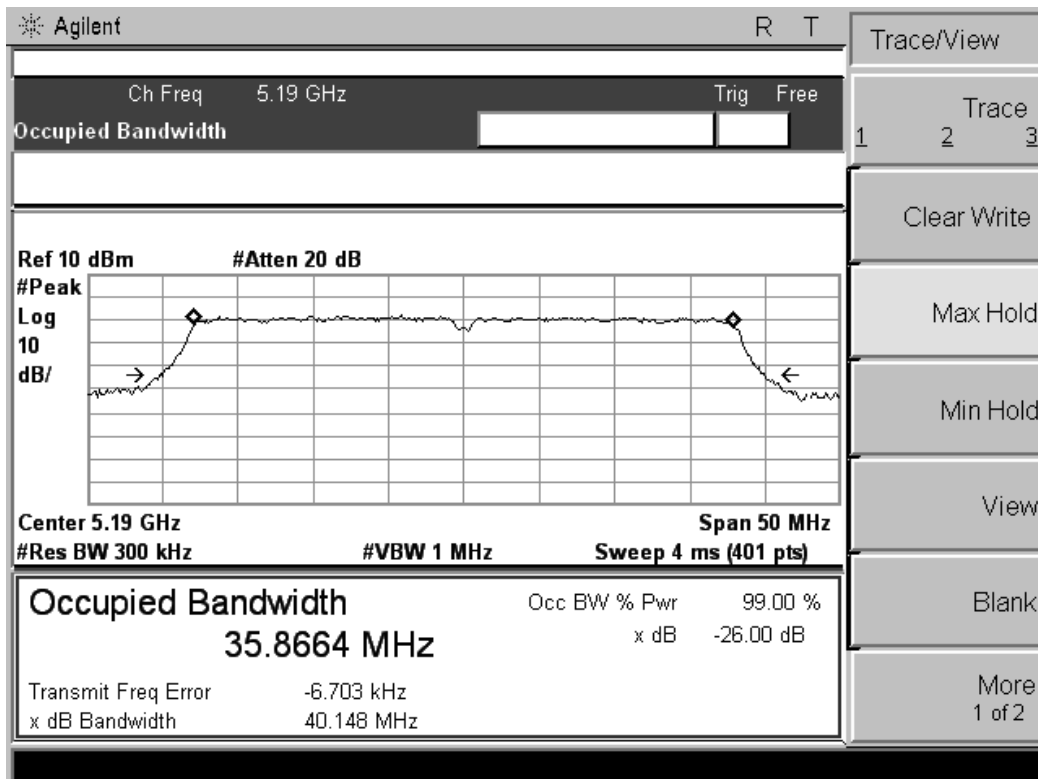 Agilent R T
Ch Freq 5.19 GHz Trig Free
Occupied Bandwidth
Ref 10 dBm #Atten 20 dB
#Peak
Log
10
dB/
Center 5.19 GHz Span 50 MHz
#Res BW 300 kHz #VBW 1 MHz Sweep 4 ms (401 pts)
Occupied Bandwidth
35.8664 MHz
Occ BW % Pwr 99.00 %
x dB -26.00 dB
Transmit Freq Error -6.703 kHz
x dB Bandwidth 40.148 MHz
Trace/View
Trace
1 2 3
Clear Write
Max Hold
Min Hold
View
Blank
More
1 of 2